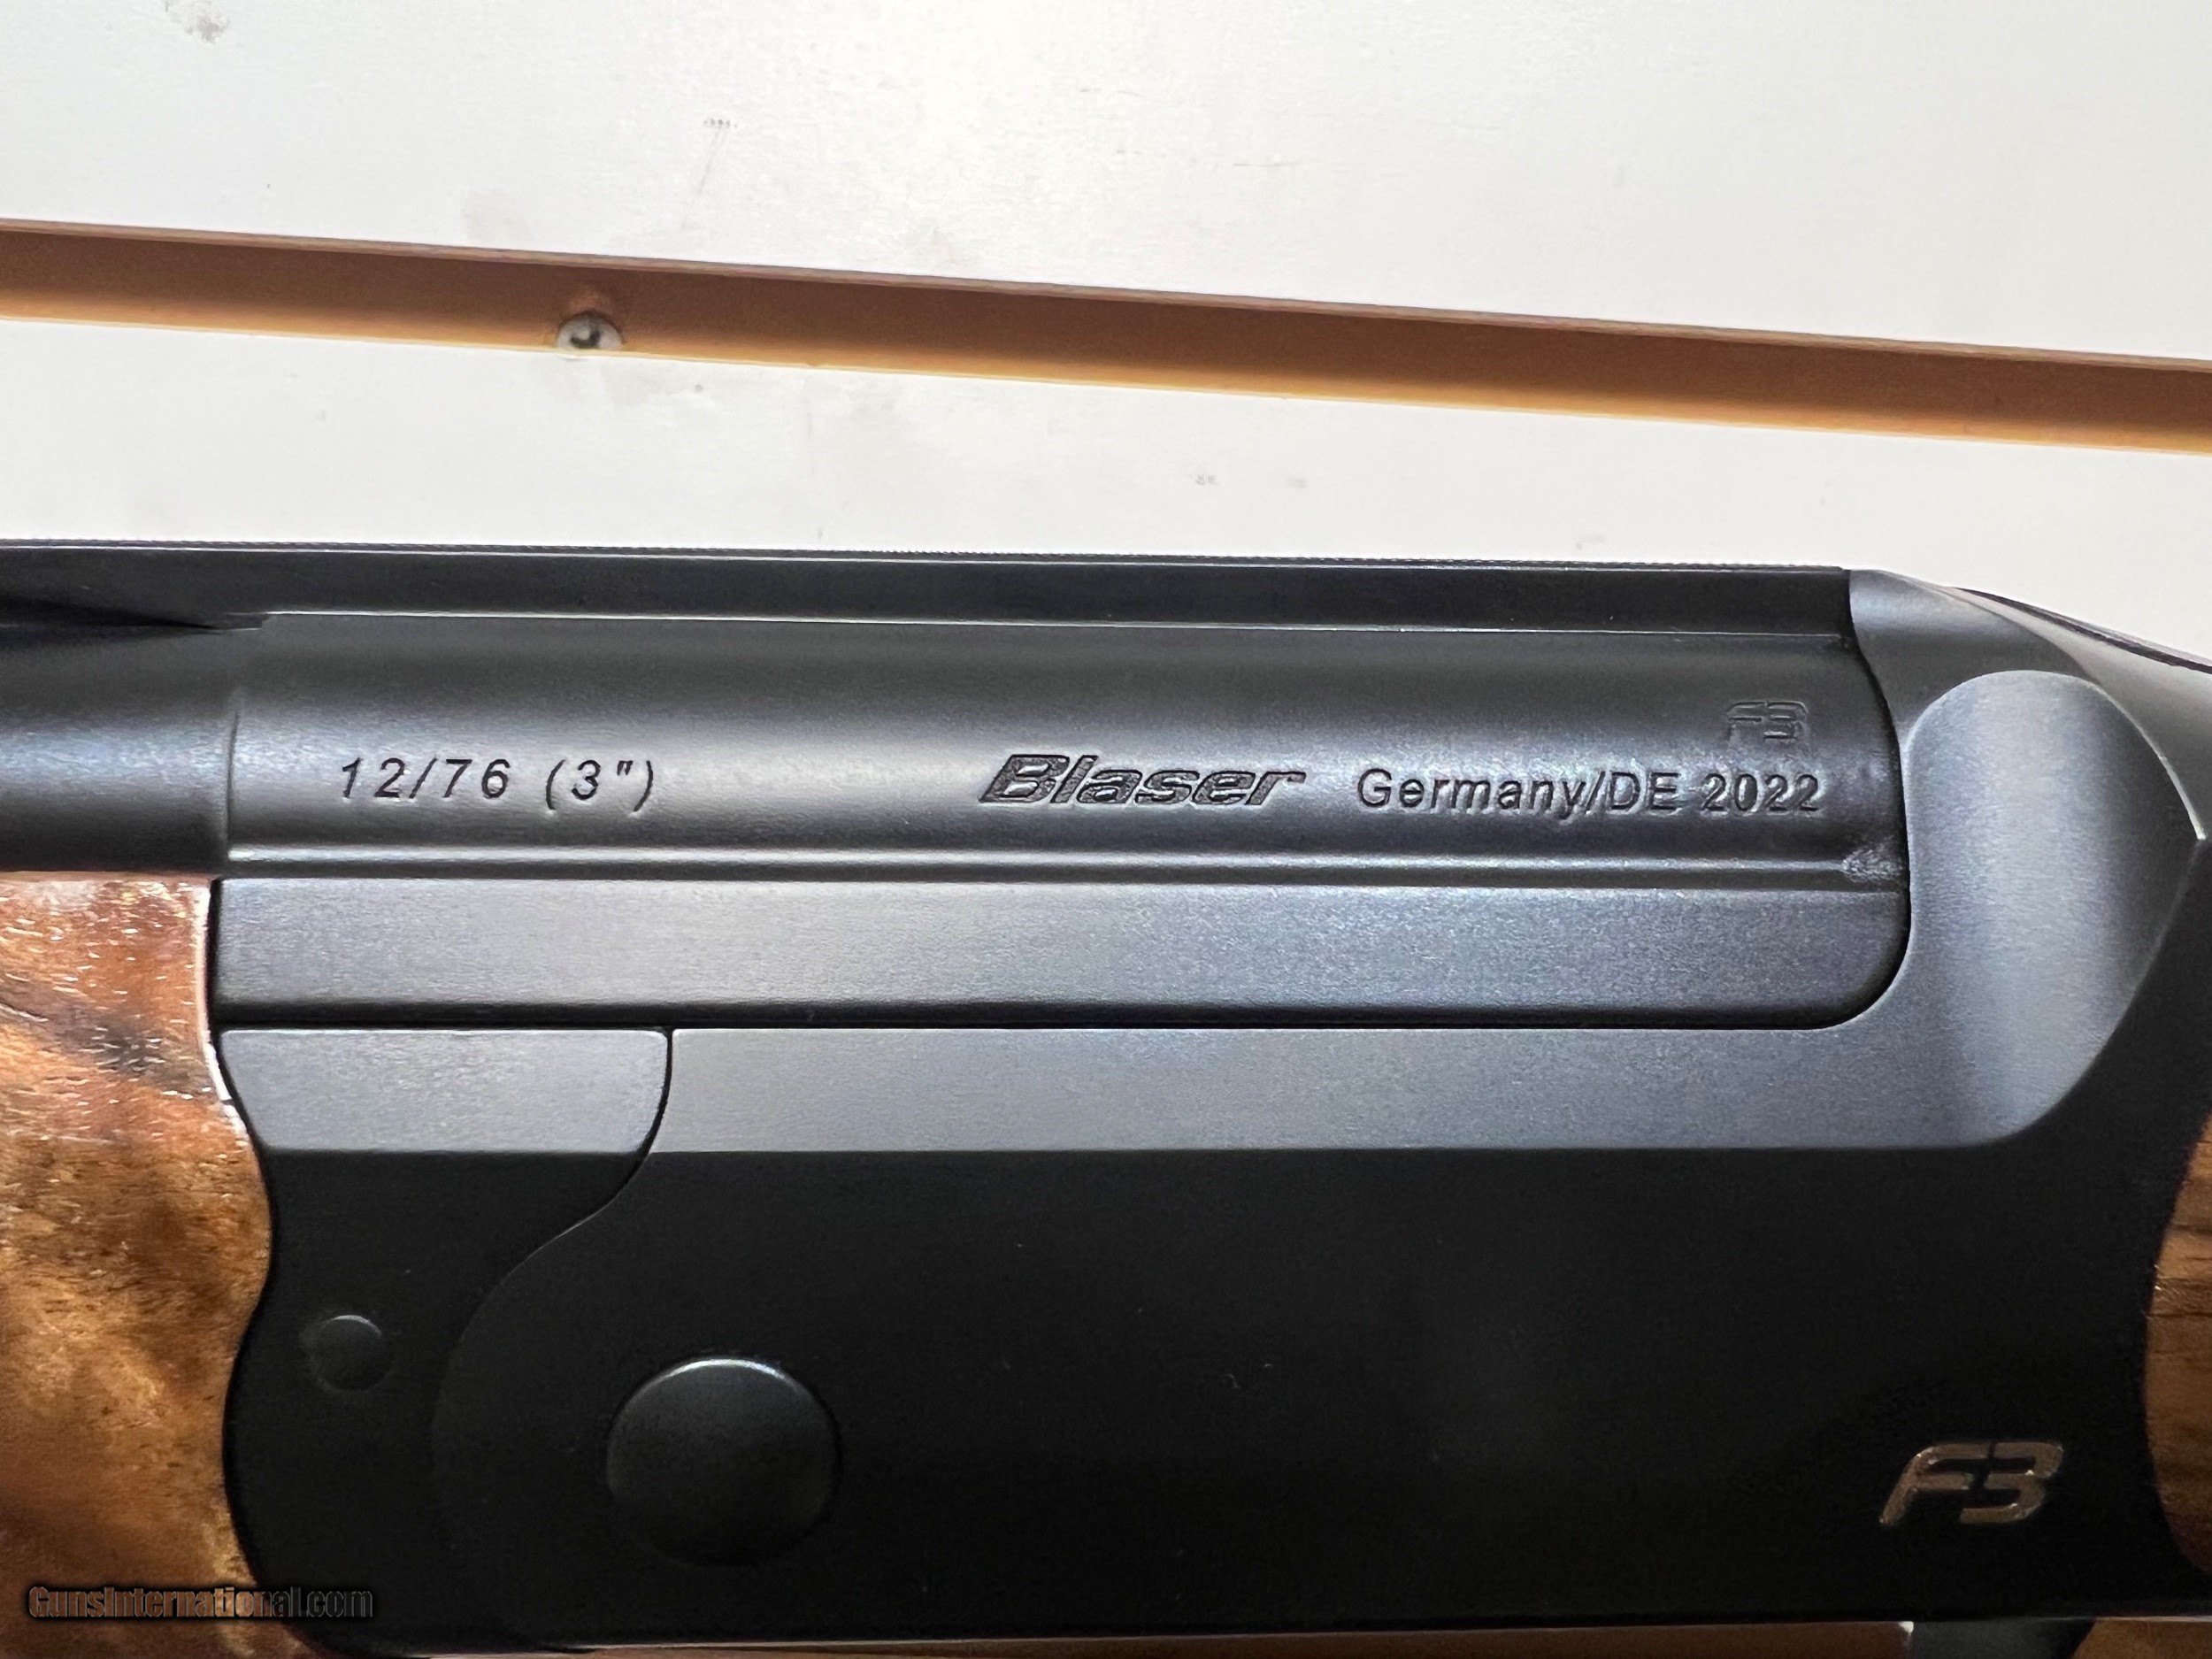 F3
12/76 (3") Blaser Germany/DE 2022
F3
GunsInternational.com